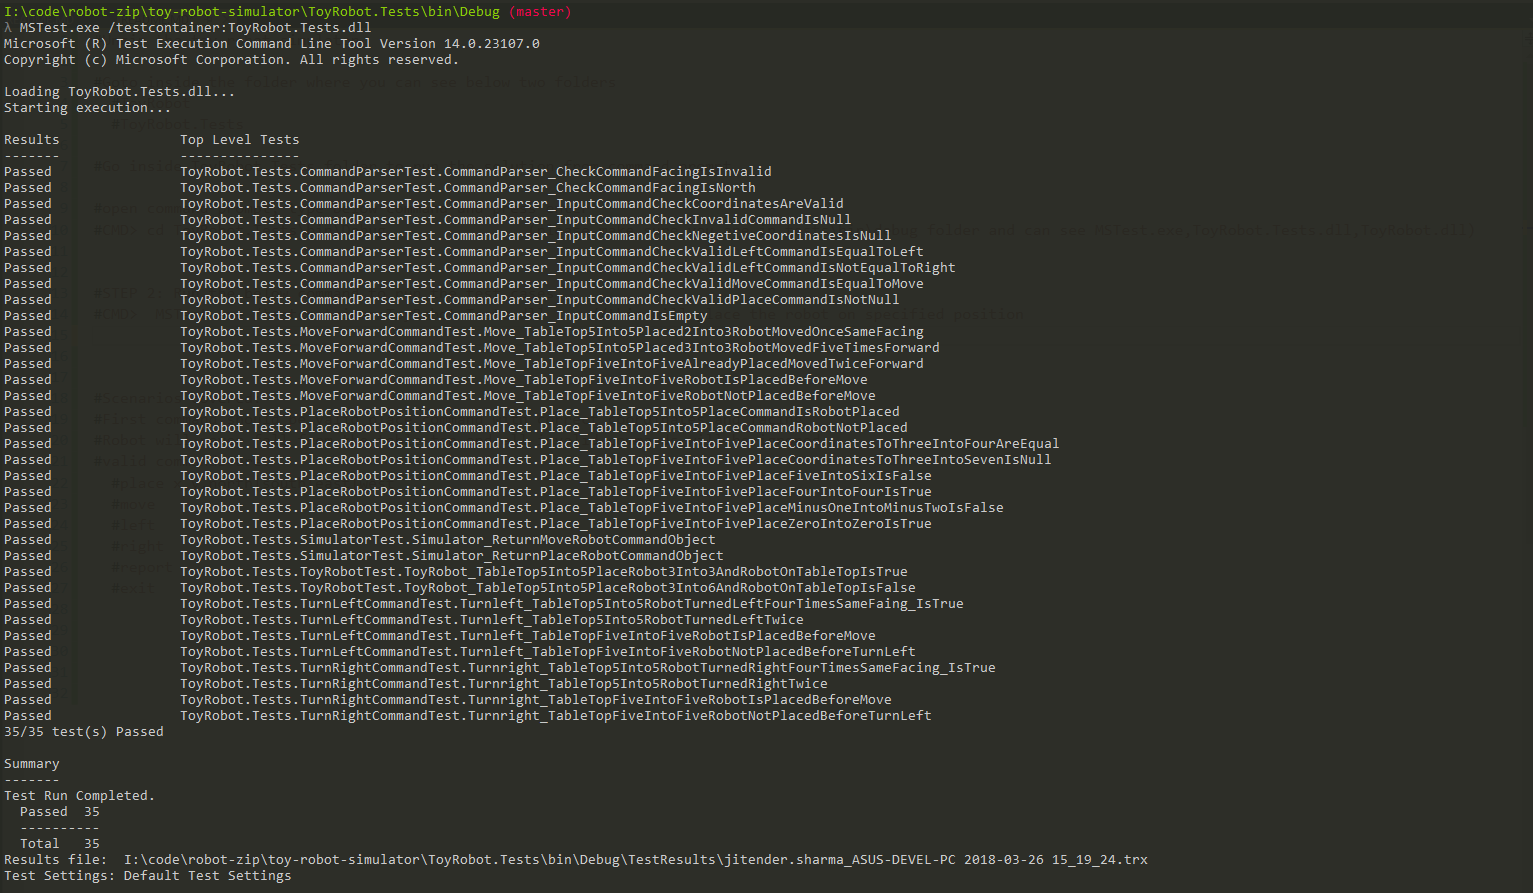 I:\code\robot-zip\toy-robot-simulator\ToyRobot.Tests\bin\Debug (master)
λ MSTest.exe /testcontainer:ToyRobot.Tests.dll
Microsoft (R) Test Execution Command Line Tool Version 14.0.23107.0
Copyright (c) Microsoft Corporation. All rights reserved.

Loading ToyRobot.Tests.dll...
Starting execution...

Results               Top Level Tests
-------               ---------------
Passed                ToyRobot.Tests.CommandParserTest.CommandParser_CheckCommandFacingIsInvalid
Passed                ToyRobot.Tests.CommandParserTest.CommandParser_CheckCommandFacingIsNorth
Passed                ToyRobot.Tests.CommandParserTest.CommandParser_InputCommandCheckCoordinatesAreValid
Passed                ToyRobot.Tests.CommandParserTest.CommandParser_InputCommandCheckInvalidCommandIsNull
Passed                ToyRobot.Tests.CommandParserTest.CommandParser_InputCommandCheckNegetiveCoordinatesIsNull
Passed                ToyRobot.Tests.CommandParserTest.CommandParser_InputCommandCheckValidLeftCommandIsEqualToLeft
Passed                ToyRobot.Tests.CommandParserTest.CommandParser_InputCommandCheckValidLeftCommandIsNotEqualToRight
Passed                ToyRobot.Tests.CommandParserTest.CommandParser_InputCommandCheckValidMoveCommandIsEqualToMove
Passed                ToyRobot.Tests.CommandParserTest.CommandParser_InputCommandCheckValidPlaceCommandIsNotNull
Passed                ToyRobot.Tests.CommandParserTest.CommandParser_InputCommandIsEmpty
Passed                ToyRobot.Tests.MoveForwardCommandTest.Move_TableTop5Into5Placed2Into3RobotMovedOnceSameFacing
Passed                ToyRobot.Tests.MoveForwardCommandTest.Move_TableTop5Into5Placed3Into3RobotMovedFiveTimesForward
Passed                ToyRobot.Tests.MoveForwardCommandTest.Move_TableTopFiveIntoFiveAlreadyPlacedMovedTwiceForward
Passed                ToyRobot.Tests.MoveForwardCommandTest.Move_TableTopFiveIntoFiveRobotIsPlacedBeforeMove
Passed                ToyRobot.Tests.MoveForwardCommandTest.Move_TableTopFiveIntoFiveRobotNotPlacedBeforeMove
Passed                ToyRobot.Tests.PlaceRobotPositionCommandTest.Place_TableTop5Into5PlaceCommandIsRobotPlaced
Passed                ToyRobot.Tests.PlaceRobotPositionCommandTest.Place_TableTop5Into5PlaceCommandRobotNotPlaced
Passed                ToyRobot.Tests.PlaceRobotPositionCommandTest.Place_TableTopFiveIntoFivePlaceCoordinatesToThreeIntoFourAreEqual
Passed                ToyRobot.Tests.PlaceRobotPositionCommandTest.Place_TableTopFiveIntoFivePlaceCoordinatesToThreeIntoSevenIsNull
Passed                ToyRobot.Tests.PlaceRobotPositionCommandTest.Place_TableTopFiveIntoFivePlaceFiveIntoSixIsFalse
Passed                ToyRobot.Tests.PlaceRobotPositionCommandTest.Place_TableTopFiveIntoFivePlaceFourIntoFourIsTrue
Passed                ToyRobot.Tests.PlaceRobotPositionCommandTest.Place_TableTopFiveIntoFivePlaceMinusOneIntoMinusTwoIsFalse
Passed                ToyRobot.Tests.PlaceRobotPositionCommandTest.Place_TableTopFiveIntoFivePlaceZeroIntoZeroIsTrue
Passed                ToyRobot.Tests.SimulatorTest.Simulator_ReturnMoveRobotCommandObject
Passed                ToyRobot.Tests.SimulatorTest.Simulator_ReturnPlaceRobotCommandObject
Passed                ToyRobot.Tests.ToyRobotTest.ToyRobot_TableTop5Into5PlaceRobot3Into3AndRobotOnTableTopIsTrue
Passed                ToyRobot.Tests.ToyRobotTest.ToyRobot_TableTop5Into5PlaceRobot3Into6AndRobotOnTableTopIsFalse
Passed                ToyRobot.Tests.TurnLeftCommandTest.Turnleft_TableTop5Into5RobotTurnedLeftFourTimesSameFaing_IsTrue
Passed                ToyRobot.Tests.TurnLeftCommandTest.Turnleft_TableTop5Into5RobotTurnedLeftTwice
Passed                ToyRobot.Tests.TurnLeftCommandTest.Turnleft_TableTopFiveIntoFiveRobotIsPlacedBeforeMove
Passed                ToyRobot.Tests.TurnLeftCommandTest.Turnleft_TableTopFiveIntoFiveRobotNotPlacedBeforeTurnLeft
Passed                ToyRobot.Tests.TurnRightCommandTest.Turnright_TableTop5Into5RobotTurnedRightFourTimesSameFacing_IsTrue
Passed                ToyRobot.Tests.TurnRightCommandTest.Turnright_TableTop5Into5RobotTurnedRightTwice
Passed                ToyRobot.Tests.TurnRightCommandTest.Turnright_TableTopFiveIntoFiveRobotIsPlacedBeforeMove
Passed                ToyRobot.Tests.TurnRightCommandTest.Turnright_TableTopFiveIntoFiveRobotNotPlacedBeforeTurnLeft
35/35 test(s) Passed

Summary
-------
Test Run Completed.
  Passed  35
  ----------
  Total   35
Results file:  I:\code\robot-zip\toy-robot-simulator\ToyRobot.Tests\bin\Debug\TestResults\jitender.sharma_ASUS-DEVEL-PC 2018-03-26 15_19_24.trx
Test Settings: Default Test Settings